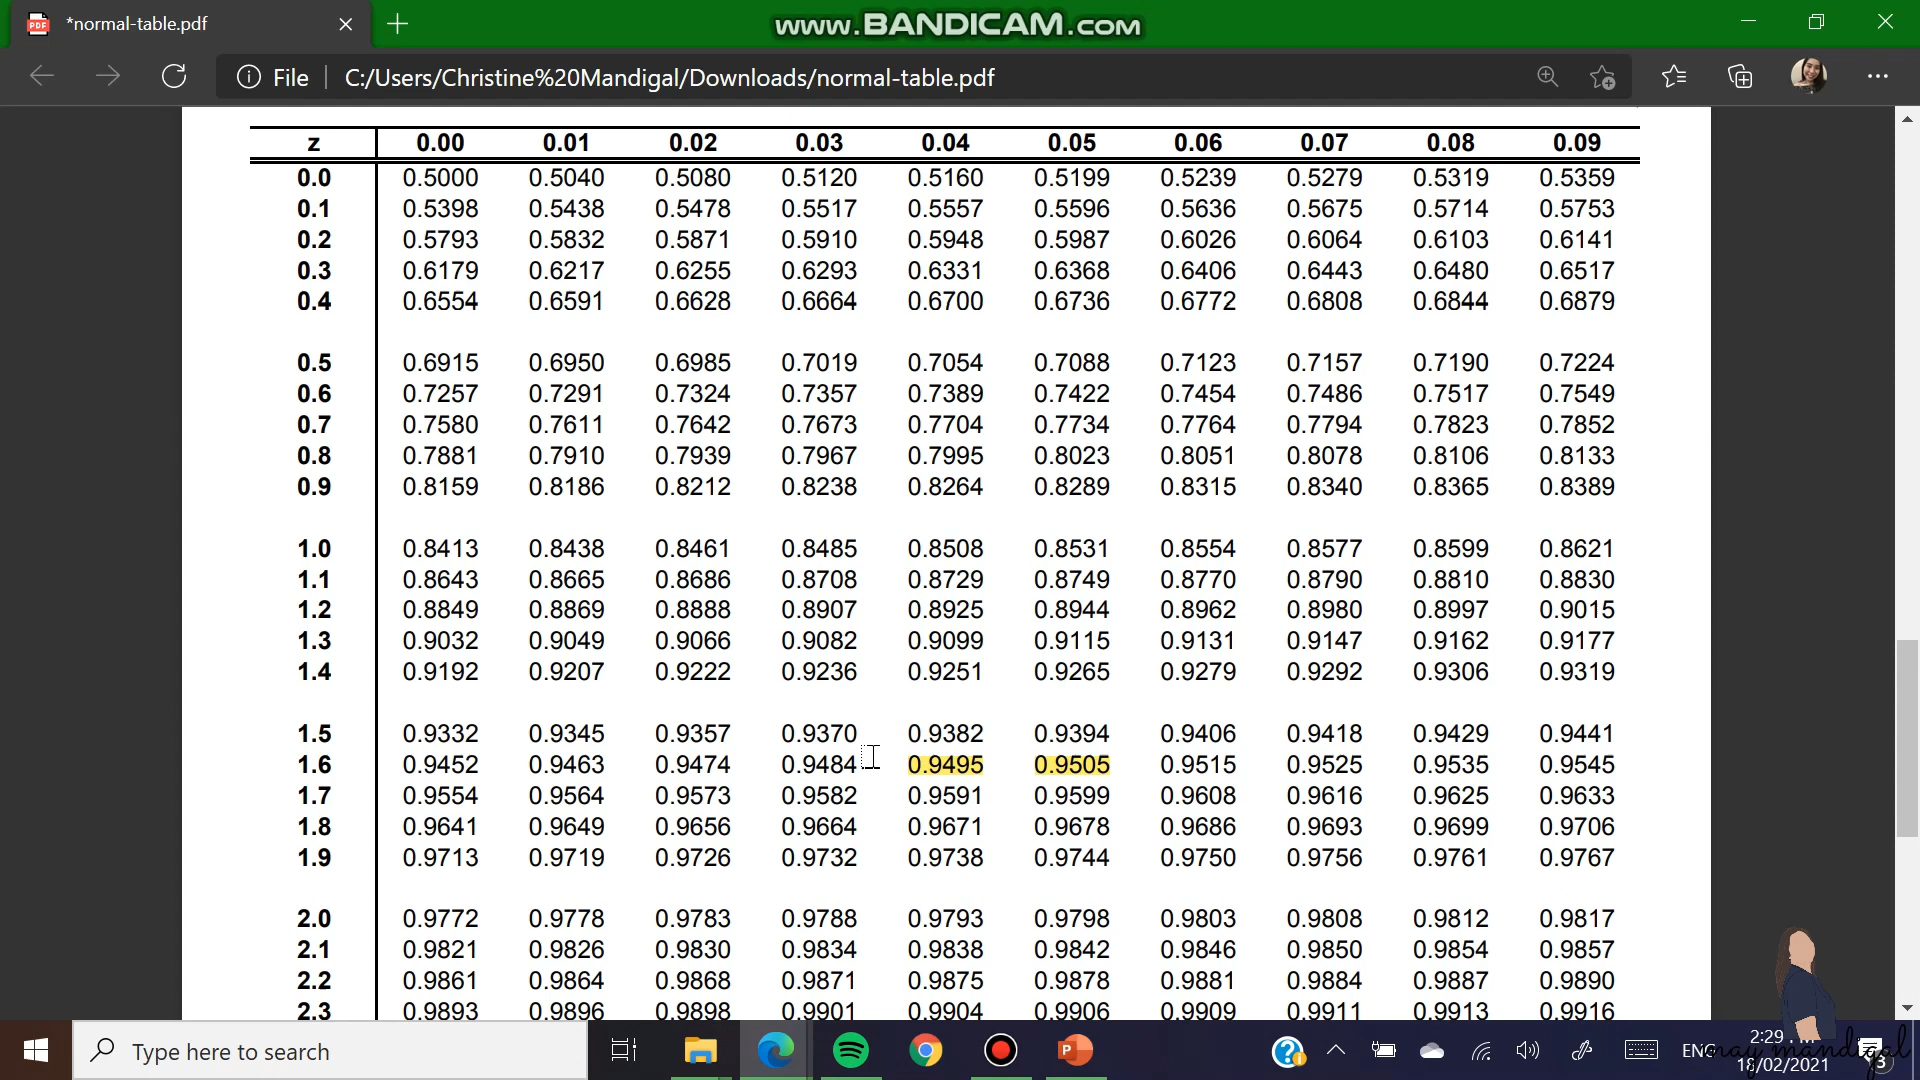 *normal-table.pdf
www.BANDICAM.com
File
C:/Users/Christine%20Mandigal/Downloads/normal-table.pdf
z 0.00 0.01 0.02 0.03 0.04 0.05 0.06 0.07 0.08 0.09
0.0 0.5000 0.5040 0.5080 0.5120 0.5160 0.5199 0.5239 0.5279 0.5319 0.5359
0.1 0.5398 0.5438 0.5478 0.5517 0.5557 0.5596 0.5636 0.5675 0.5714 0.5753
0.2 0.5793 0.5832 0.5871 0.5910 0.5948 0.5987 0.6026 0.6064 0.6103 0.6141
0.3 0.6179 0.6217 0.6255 0.6293 0.6331 0.6368 0.6406 0.6443 0.6480 0.6517
0.4 0.6554 0.6591 0.6628 0.6664 0.6700 0.6736 0.6772 0.6808 0.6844 0.6879
0.5 0.6915 0.6950 0.6985 0.7019 0.7054 0.7088 0.7123 0.7157 0.7190 0.7224
0.6 0.7257 0.7291 0.7324 0.7357 0.7389 0.7422 0.7454 0.7486 0.7517 0.7549
0.7 0.7580 0.7611 0.7642 0.7673 0.7704 0.7734 0.7764 0.7794 0.7823 0.7852
0.8 0.7881 0.7910 0.7939 0.7967 0.7995 0.8023 0.8051 0.8078 0.8106 0.8133
0.9 0.8159 0.8186 0.8212 0.8238 0.8264 0.8289 0.8315 0.8340 0.8365 0.8389
1.0 0.8413 0.8438 0.8461 0.8485 0.8508 0.8531 0.8554 0.8577 0.8599 0.8621
1.1 0.8643 0.8665 0.8686 0.8708 0.8729 0.8749 0.8770 0.8790 0.8810 0.8830
1.2 0.8849 0.8869 0.8888 0.8907 0.8925 0.8944 0.8962 0.8980 0.8997 0.9015
1.3 0.9032 0.9049 0.9066 0.9082 0.9099 0.9115 0.9131 0.9147 0.9162 0.9177
1.4 0.9192 0.9207 0.9222 0.9236 0.9251 0.9265 0.9279 0.9292 0.9306 0.9319
1.5 0.9332 0.9345 0.9357 0.9370 0.9382 0.9394 0.9406 0.9418 0.9429 0.9441
1.6 0.9452 0.9463 0.9474 0.9484 0.9495 0.9505 0.9515 0.9525 0.9535 0.9545
1.7 0.9554 0.9564 0.9573 0.9582 0.9591 0.9599 0.9608 0.9616 0.9625 0.9633
1.8 0.9641 0.9649 0.9656 0.9664 0.9671 0.9678 0.9686 0.9693 0.9699 0.9706
1.9 0.9713 0.9719 0.9726 0.9732 0.9738 0.9744 0.9750 0.9756 0.9761 0.9767
2.0 0.9772 0.9778 0.9783 0.9788 0.9793 0.9798 0.9803 0.9808 0.9812 0.9817
2.1 0.9821 0.9826 0.9830 0.9834 0.9838 0.9842 0.9846 0.9850 0.9854 0.9857
2.2 0.9861 0.9864 0.9868 0.9871 0.9875 0.9878 0.9881 0.9884 0.9887 0.9890
2.3 0.9893 0.9896 0.9898 0.9901 0.9904 0.9906 0.9909 0.9911 0.9913 0.9916
Type here to search
2:29
18/02/2021
3
mandigal